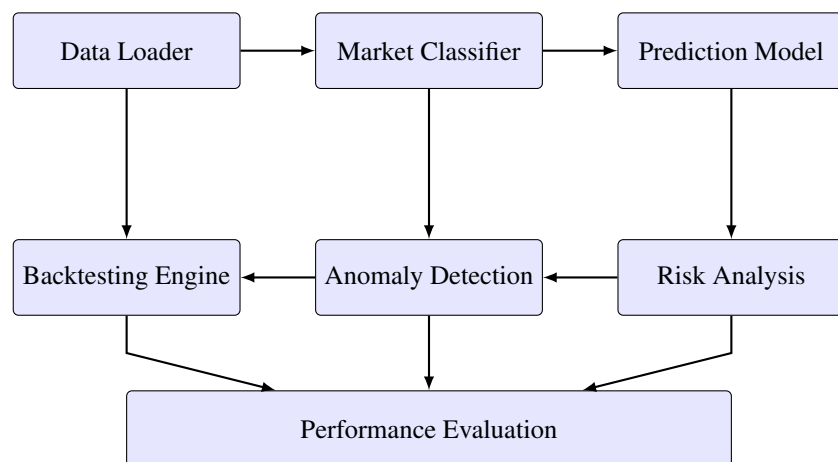 Data Loader
Market Classifier
Prediction Model
Backtesting Engine
Anomaly Detection
Risk Analysis
Performance Evaluation